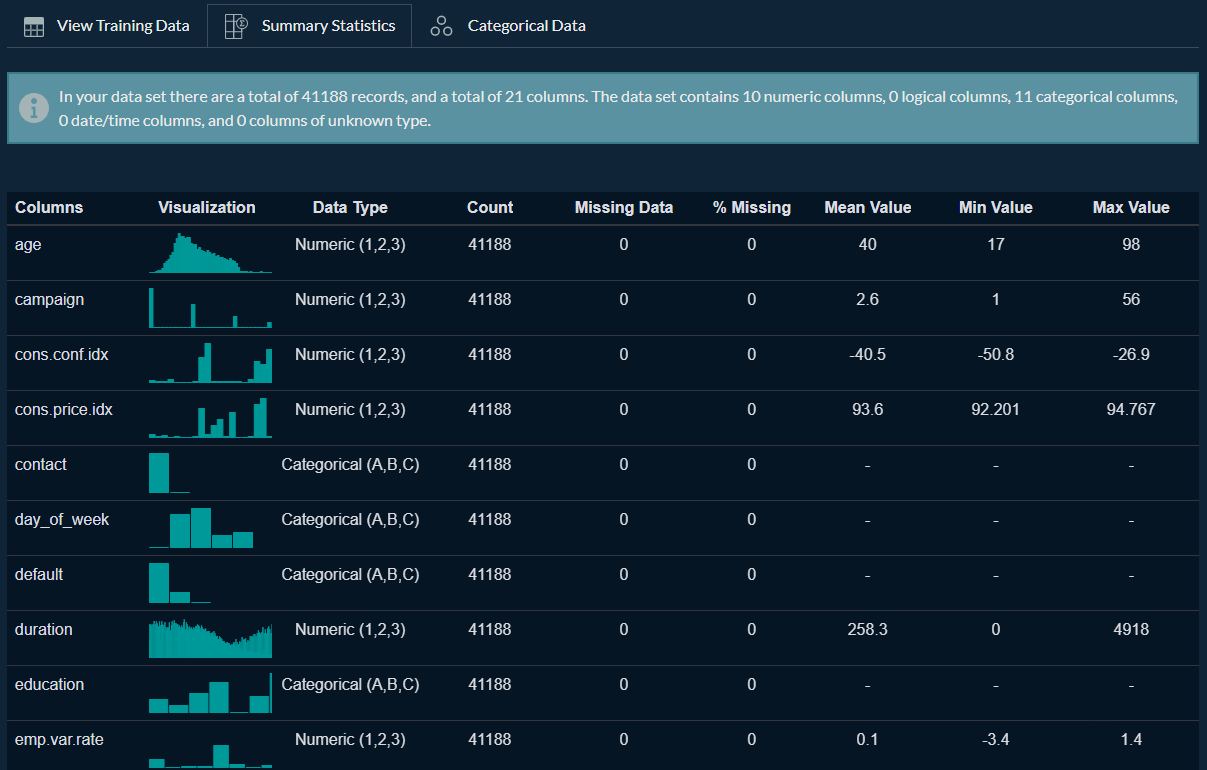 View Training Data Summary Statistics Categorical Data
In your data set there are a total of 41188 records, and a total of 21 columns. The data set contains 10 numeric columns, 0 logical columns, 11 categorical columns,
0 date/time columns, and 0 columns of unknown type.
Columns Visualization Data Type Count Missing Data % Missing Mean Value Min Value Max Value
age Numeric (1,2,3) 41188 0 0 40 17 98
campaign Numeric (1,2,3) 41188 0 0 2.6 1 56
cons.conf.idx Numeric (1,2,3) 41188 0 0 -40.5 -50.8 -26.9
cons.price.idx Numeric (1,2,3) 41188 0 0 93.6 92.201 94.767
contact Categorical (A,B,C) 41188 0 0 - - -
day_of_week Categorical (A,B,C) 41188 0 0 - - -
default Categorical (A,B,C) 41188 0 0 - - -
duration Numeric (1,2,3) 41188 0 0 258.3 0 4918
education Categorical (A,B,C) 41188 0 0 - - -
emp.var.rate Numeric (1,2,3) 41188 0 0 0.1 -3.4 1.4